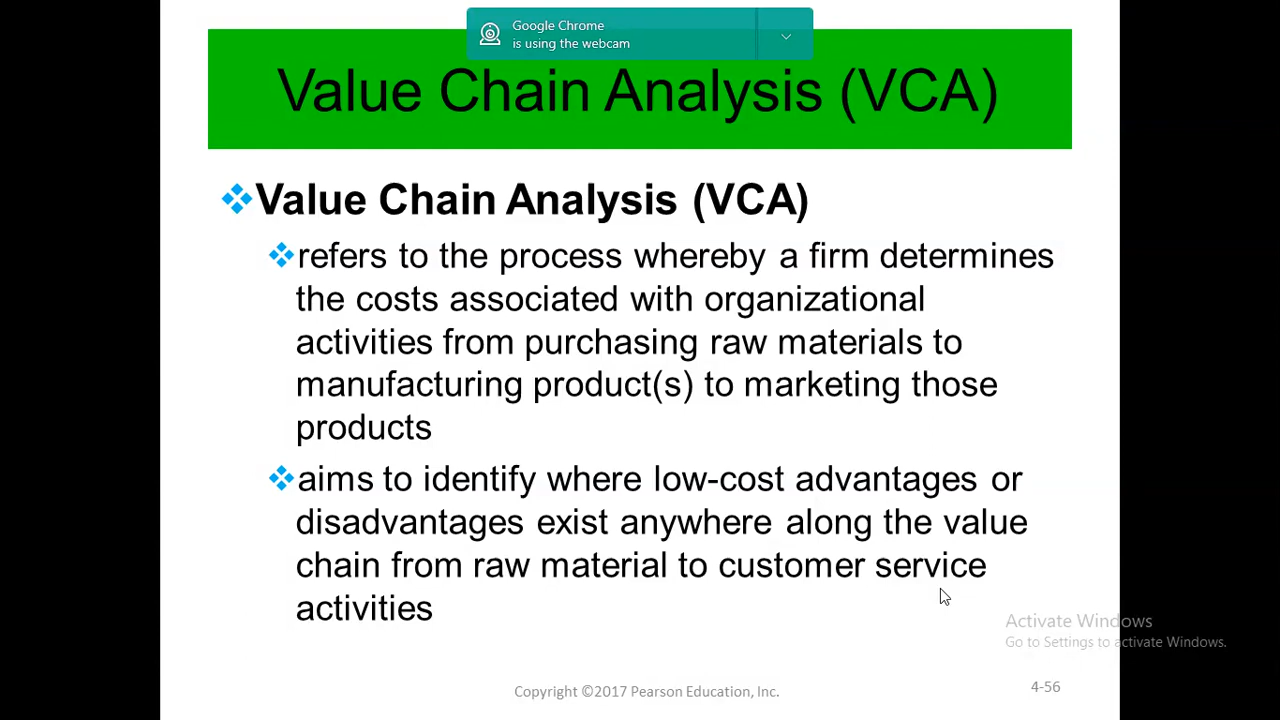 Google Chrome
is using the webcam
Value Chain Analysis (VCA)
Value Chain Analysis (VCA)
refers to the process whereby a firm determines
the costs associated with organizational
activities from purchasing raw materials to
manufacturing product(s) to marketing those
products
aims to identify where low-cost advantages or
disadvantages exist anywhere along the value
chain from raw material to customer service
activities
Activate Windows
Go to Settings to activate Windows.
Copyright ©2017 Pearson Education, Inc.
4-56